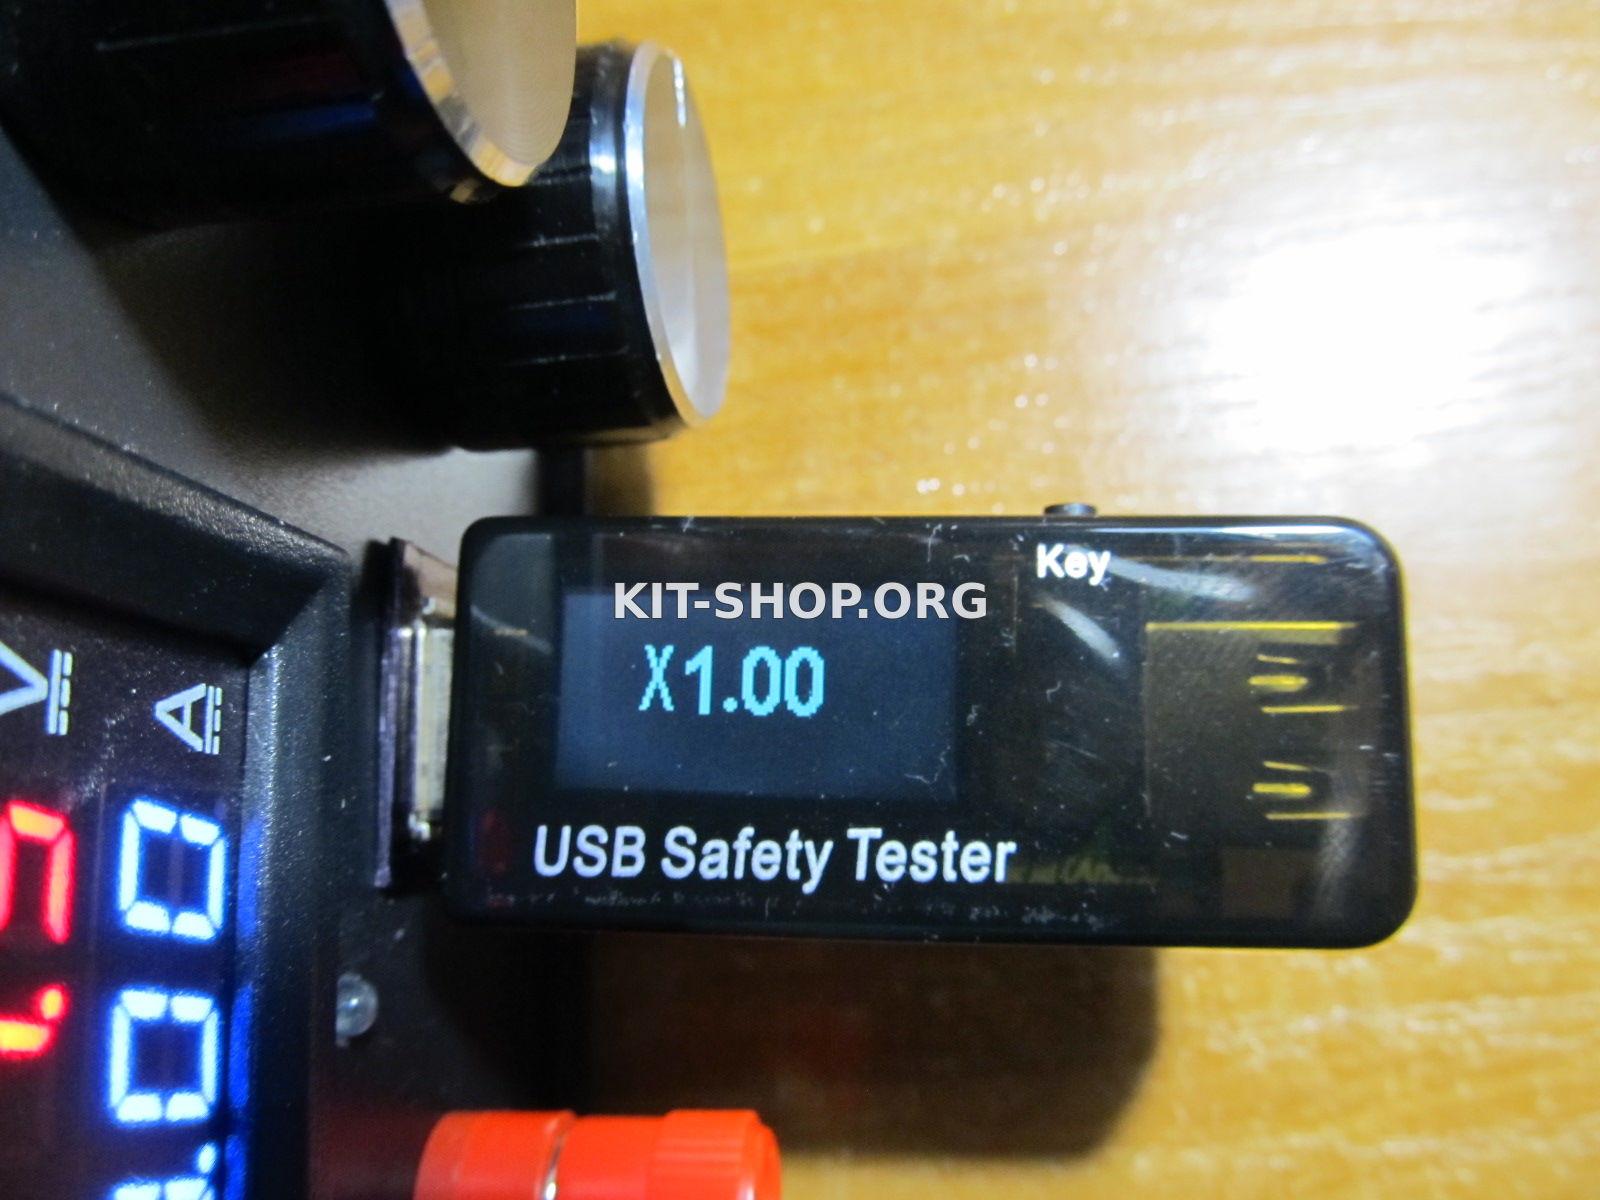 Key
KIT-SHOP.ORG
X1.00
USB Safety Tester
V
A